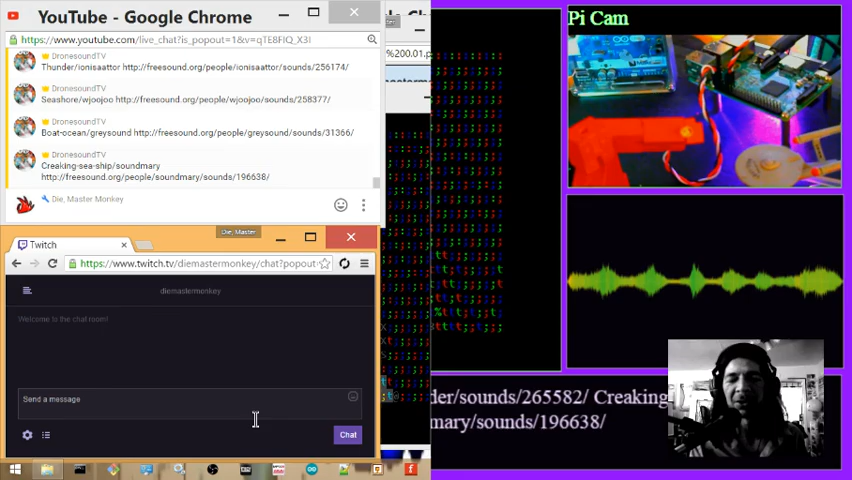 YouTube - Google Chrome
https://www.youtube.com/live_chat?is_popout=1&v=qTE8FIQ_X3I
DronesoundTV
Thunder/ionisaattor http://freesound.org/people/ionisaattor/sounds/256174/
DronesoundTV
Seashore/wjoojoo http://freesound.org/people/wjoojoo/sounds/258377/
DronesoundTV
Boat-ocean/greysound http://freesound.org/people/greysound/sounds/31366/
DronesoundTV
Creaking-sea-ship/soundmary
http://freesound.org/people/soundmary/sounds/196638/
Die, Master Monkey
Die, Master
Twitch
https://www.twitch.tv/diemastermonkey/chat?popout
diemastermonkey
Welcome to the chat room!
Send a message
Chat
Pi Cam
der/sounds/265582/ Creaking
mary/sounds/196638/